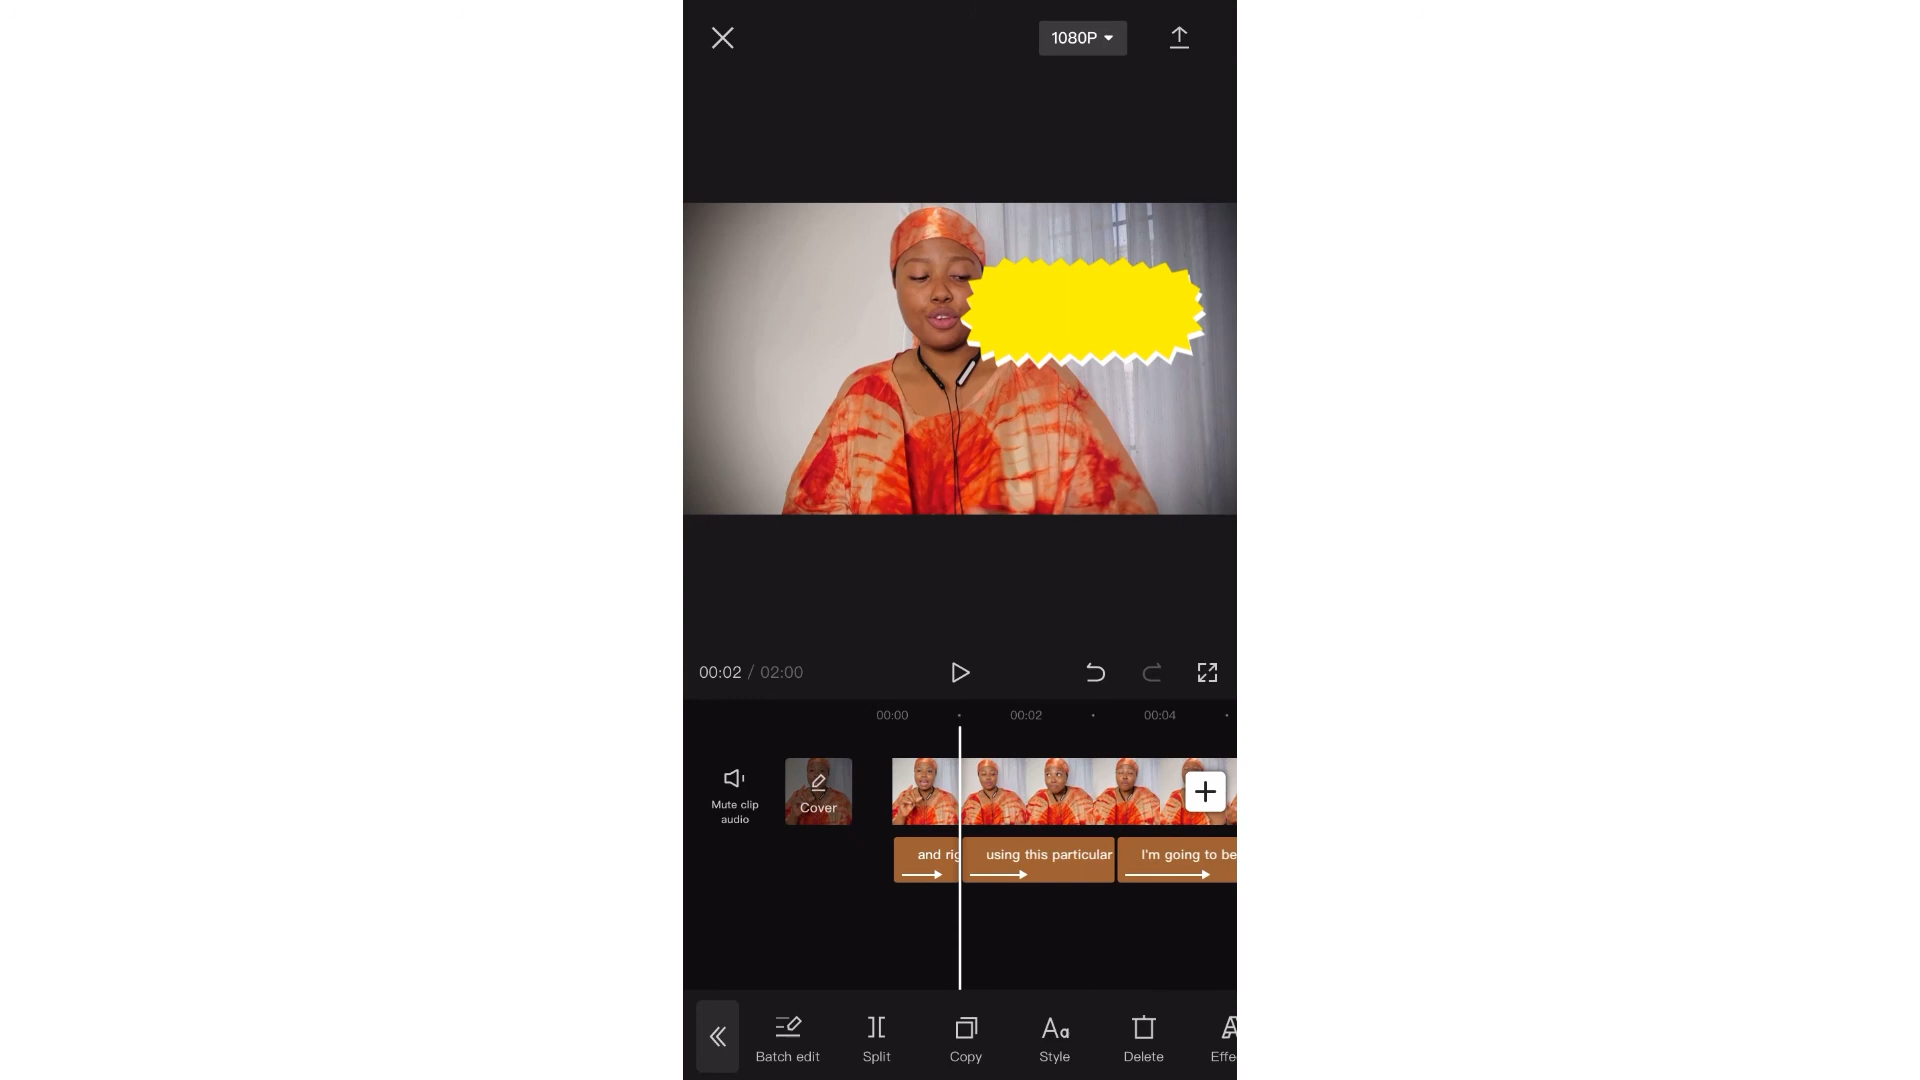 1080P
00:02 / 02:00
00:00 00:02 00:04
Mute clip
audio
Cover
and using this particular I'm going to be
Batch edit Split Copy Style Delete